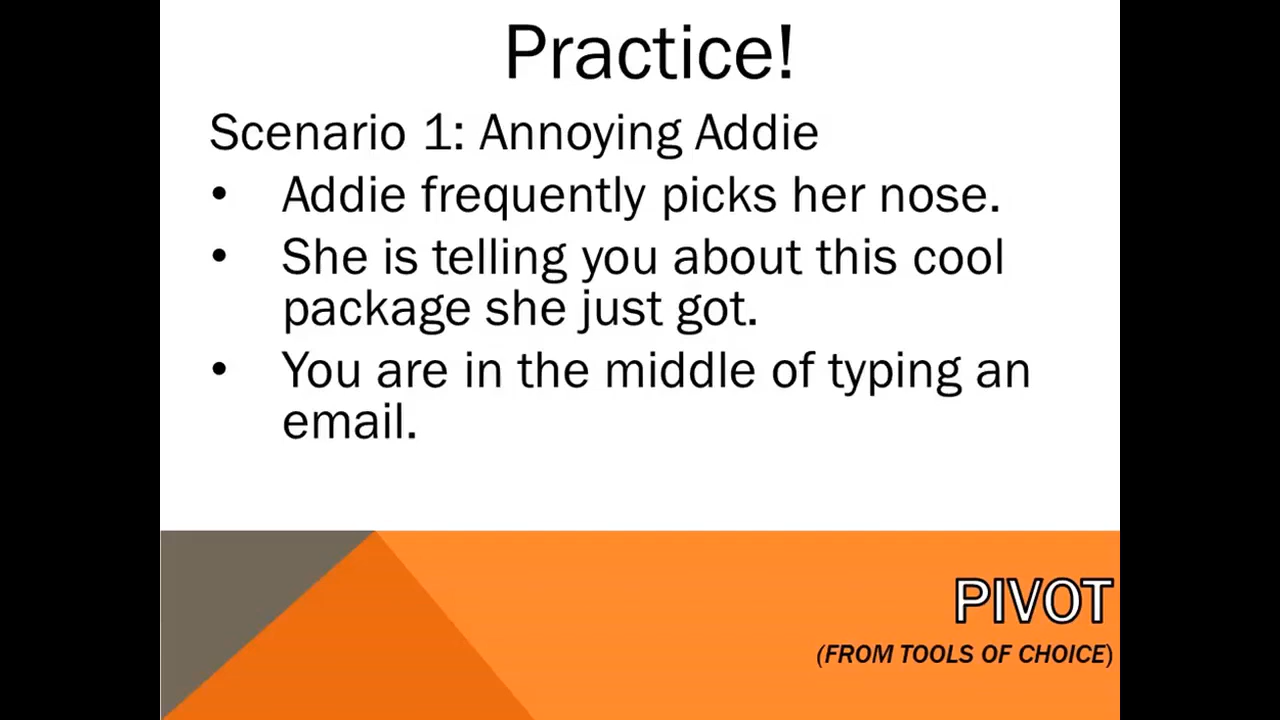 Practice!
Scenario 1: Annoying Addie
• Addie frequently picks her nose.
• She is telling you about this cool
package she just got.
• You are in the middle of typing an
email.
PIVOT
(FROM TOOLS OF CHOICE)